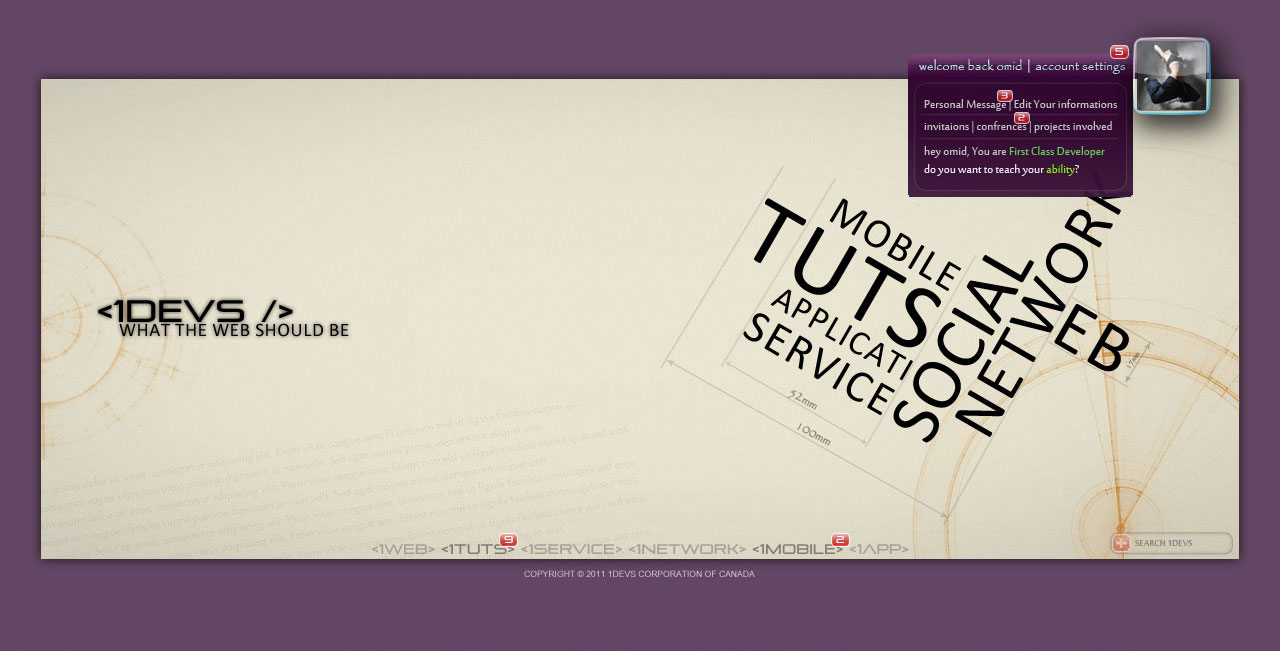 5
welcome back omid | account settings
3
Personal Message | Edit Your informations
2
invitaions | confrences | projects involved
hey omid, You are First Class Developer
do you want to teach your ability?
MOBILE
TUTS
APPLICATI
SERVICE
SOCIAL
NETWORK
WEB
17mm
52mm
100mm
<1DEVS />
WHAT THE WEB SHOULD BE
9 2
<1WEB> <1TUTS> <1SERVICE> <1NETWORK> <1MOBILE> <1APP>
SEARCH 1DEVS
COPYRIGHT © 2011 1DEVS CORPORATION OF CANADA